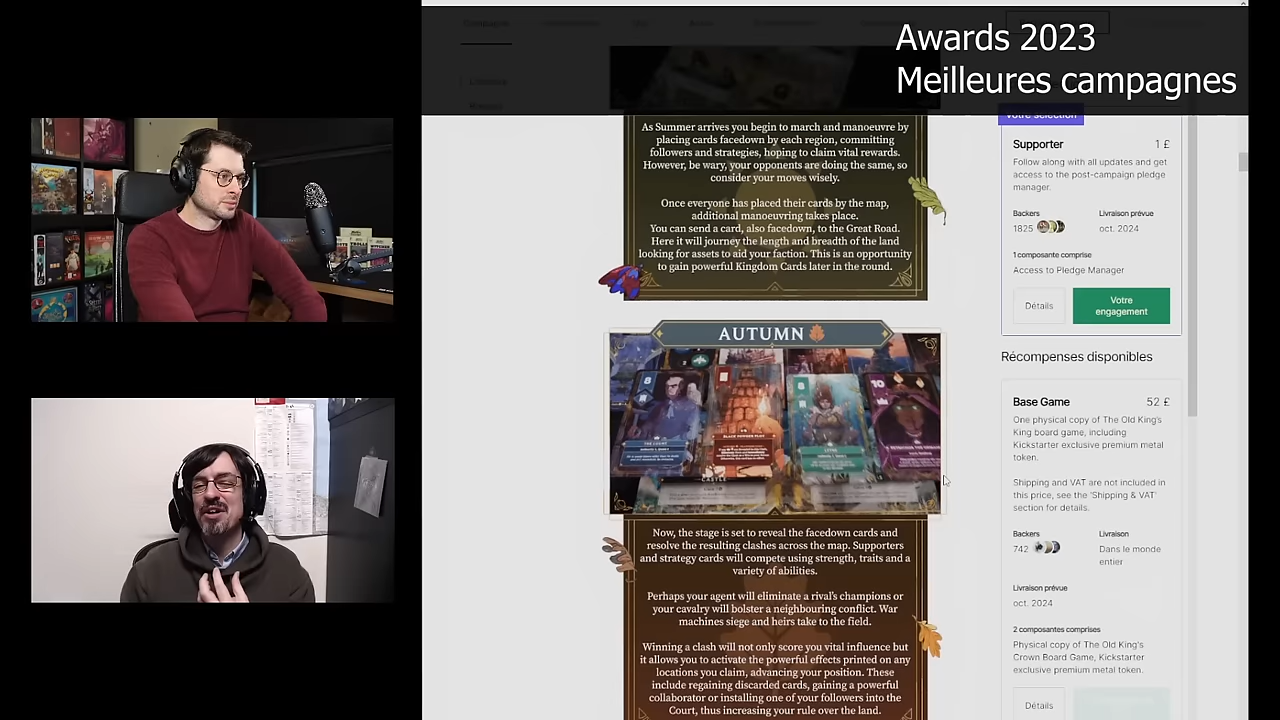 Awards 2023
Meilleures campagnes
As Summer arrives you begin to march and manoeuvre by
placing cards facedown by each region, committing
followers and strategies, hoping to claim vital rewards.
However, be wary, your opponents are doing the same, so
consider your moves wisely.
Once everyone has placed their cards by the map,
additional manoeuvring takes place.
You can send a card, also facedown, to the Great Road.
Here it will journey the length and breadth of the land
looking for assets to aid your faction. This is an opportunity
to gain powerful Kingdom Cards later in the round.
AUTUMN
8
8
10
CASTLE
Now, the stage is set to reveal the facedown cards and
resolve the resulting clashes across the map. Supporters
and strategy cards will compete using strength, traits and a
variety of abilities.
Perhaps your agent will eliminate a rival's champions or
your cavalry will bolster a neighbouring conflict. War
machines siege and heirs take to the field.
Winning a clash will not only score you vital influence but
it allows you to activate the powerful effects printed on any
locations you claim, advancing your position. These
include regaining discarded cards, gaining a powerful
collaborator or installing one of your followers into the
Court, thus increasing your rule over the land.
Votre sélection
Supporter 1 £
Follow along with all updates and get
access to the post-campaign pledge
manager.
Backers Livraison prévue
1825 oct. 2024
1 composante comprise
Access to Pledge Manager
Détails
Votre
engagement
Récompenses disponibles
Base Game 52 £
One physical copy of The Old King's
King board game, including
Kickstarter exclusive premium metal
token.
Shipping and VAT are not included in
this price, see the 'Shipping & VAT'
section for details.
Backers Livraison
742 Dans le monde
entier
Livraison prévue
oct. 2024
2 composantes comprises
Physical copy of The Old King's
Crown Board Game, Kickstarter
exclusive premium metal token.
Détails